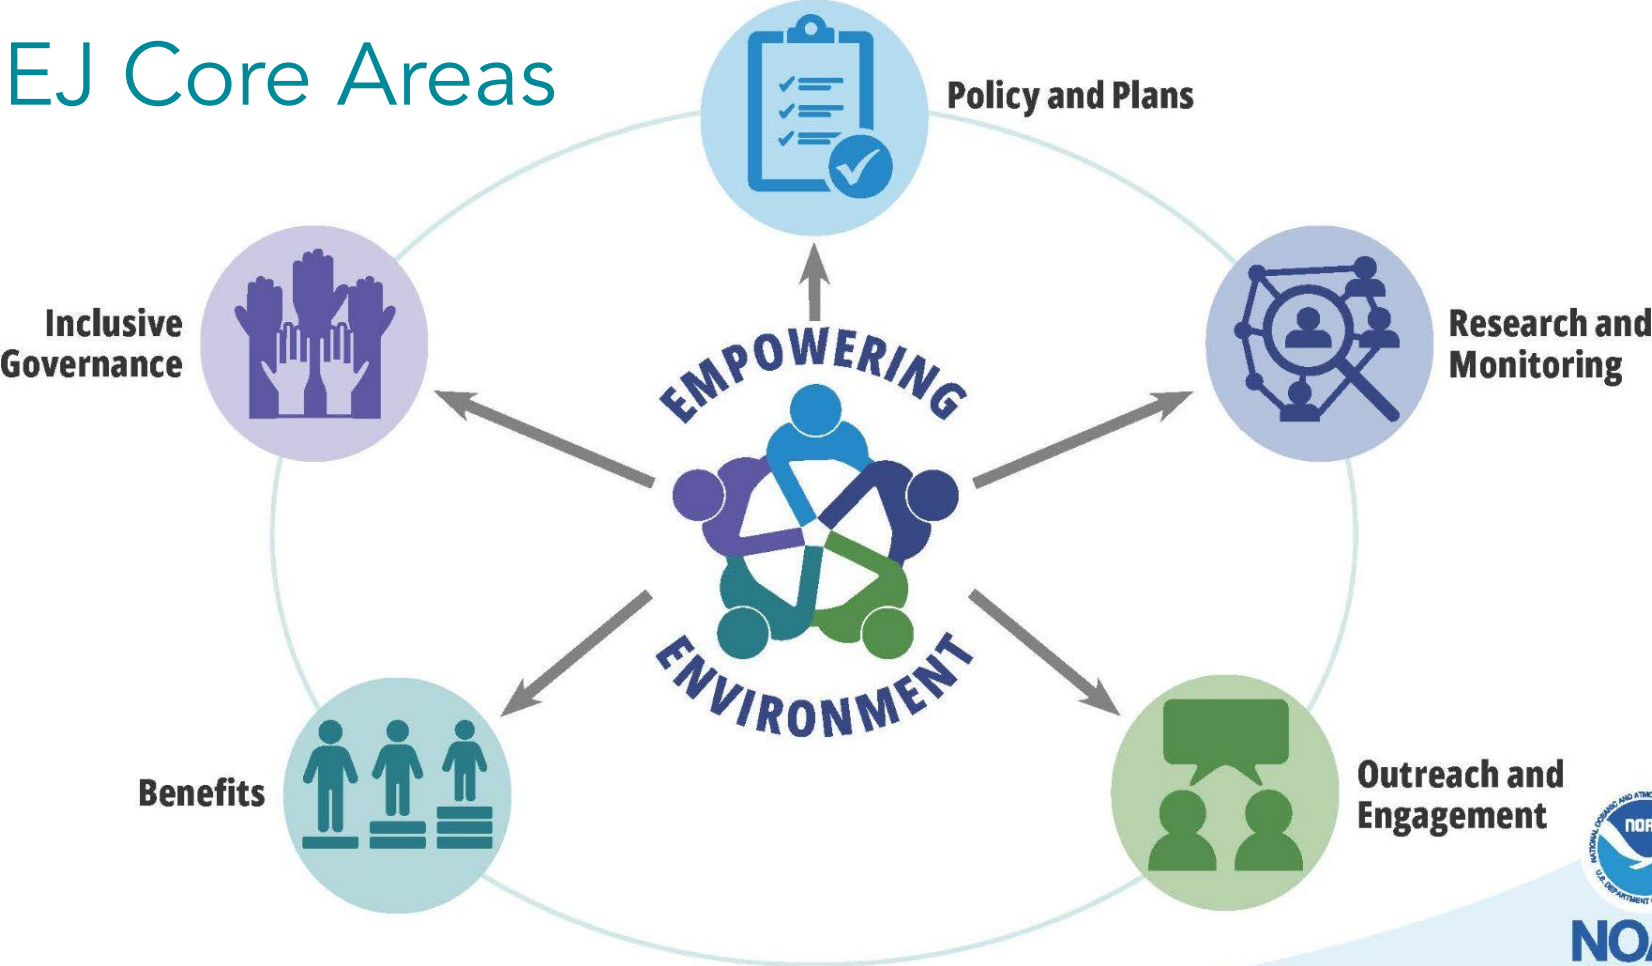 EJ Core Areas
Policy and Plans
Inclusive
Governance
Research and
Monitoring
EMPOWERING
ENVIRONMENT
Benefits
Outreach and
Engagement